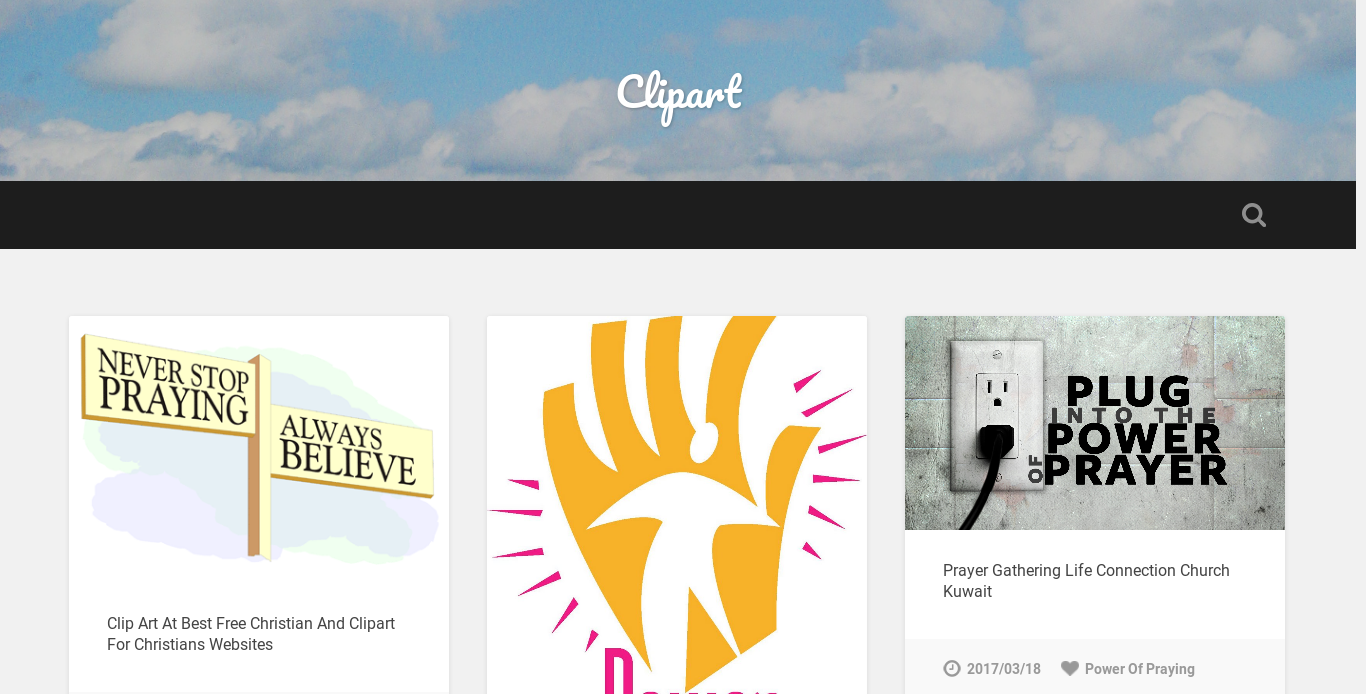 Clipart
NEVER STOP
PRAYING
ALWAYS
BELIEVE
Clip Art At Best Free Christian And Clipart
For Christians Websites
PLUG
INTO THE
POWER
OF PRAYER
Prayer Gathering Life Connection Church
Kuwait
2017/03/18 Power Of Praying